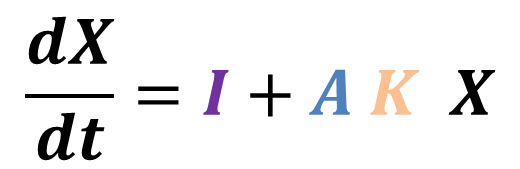 dX/dt = I + A K X